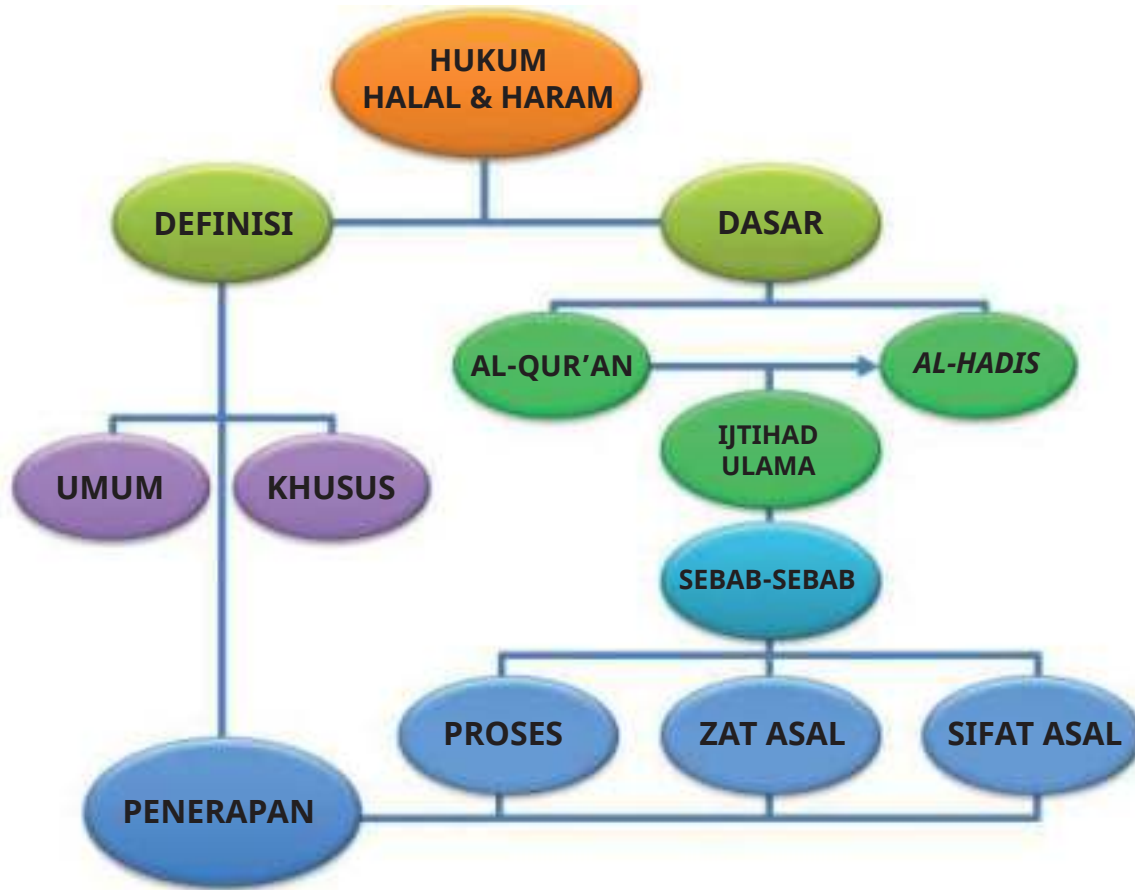 HUKUM
HALAL & HARAM
DEFINISI
DASAR
AL-QUR’AN
AL-HADIS
IJTIHAD
ULAMA
UMUM
KHUSUS
SEBAB-SEBAB
PROSES
ZAT ASAL
SIFAT ASAL
PENERAPAN